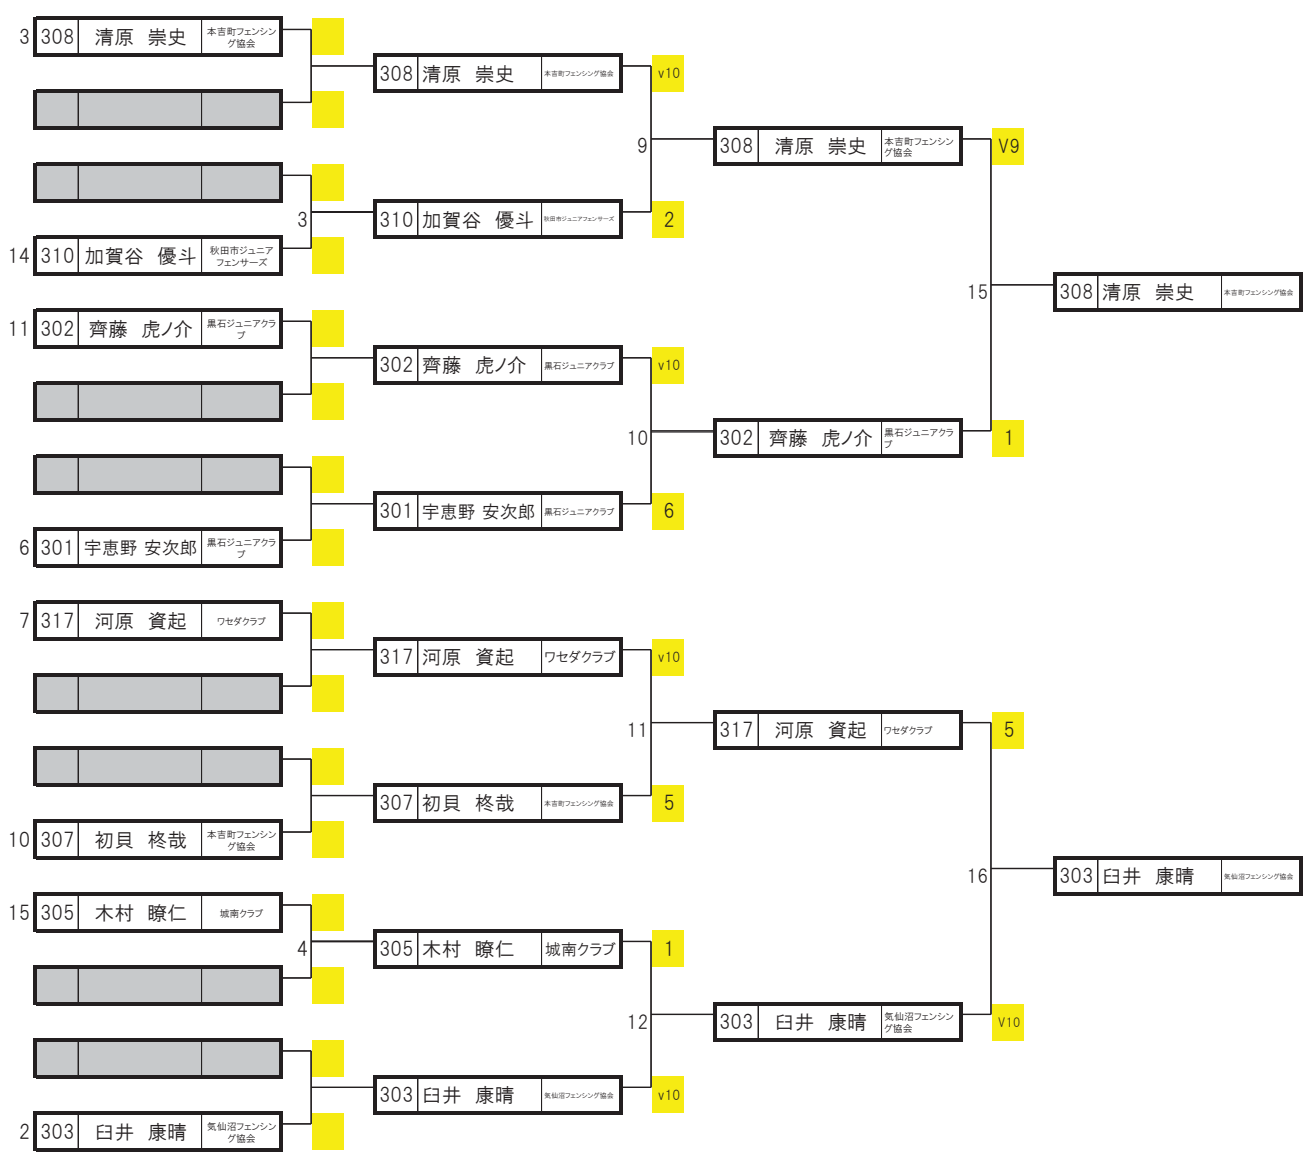 3 308 清原 崇史 本吉町フェンシン
グ協会
308 清原 崇史 本吉町フェンシング協会 v10
9 308 清原 崇史 本吉町フェンシン
グ協会 V9
3 310 加賀谷 優斗 秋田市ジュニアフェンサーズ 2
14 310 加賀谷 優斗 秋田市ジュニア
フェンサーズ
15 308 清原 崇史 本吉町フェンシング協会
11 302 齊藤 虎ノ介 黒石ジュニアクラ
ブ
302 齊藤 虎ノ介 黒石ジュニアクラブ v10
10 302 齊藤 虎ノ介 黒石ジュニアクラ
ブ 1
301 宇恵野 安次郎 黒石ジュニアクラブ 6
6 301 宇恵野 安次郎 黒石ジュニアクラ
ブ
7 317 河原 資起 ワセダクラブ
317 河原 資起 ワセダクラブ v10
11 317 河原 資起 ワセダクラブ 5
307 初貝 柊哉 本吉町フェンシング協会 5
10 307 初貝 柊哉 本吉町フェンシン
グ協会
16 303 臼井 康晴 気仙沼フェンシング協会
15 305 木村 瞭仁 城南クラブ
4 305 木村 瞭仁 城南クラブ 1
12 303 臼井 康晴 気仙沼フェンシン
グ協会 V10
303 臼井 康晴 気仙沼フェンシング協会 v10
2 303 臼井 康晴 気仙沼フェンシン
グ協会